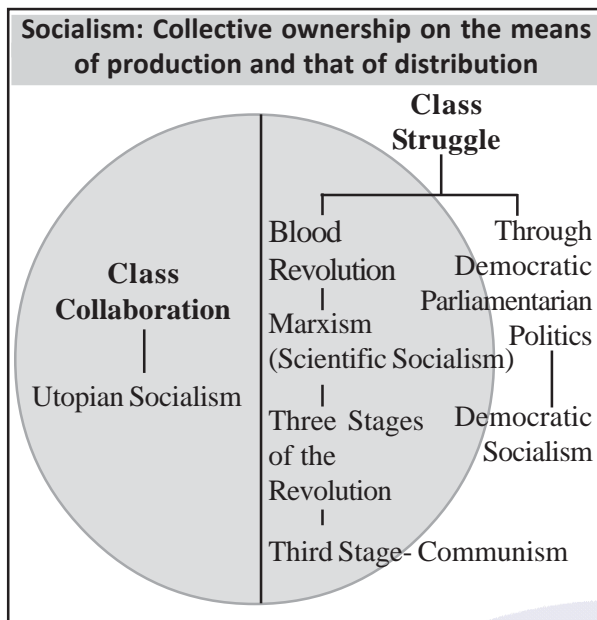 Socialism: Collective ownership on the means
of production and that of distribution
Class
Struggle
Class
Collaboration
Utopian Socialism
Blood
Revolution
Marxism
(Scientific Socialism)
Three Stages
of the
Revolution
Third Stage- Communism
Through
Democratic
Parliamentarian
Politics
Democratic
Socialism